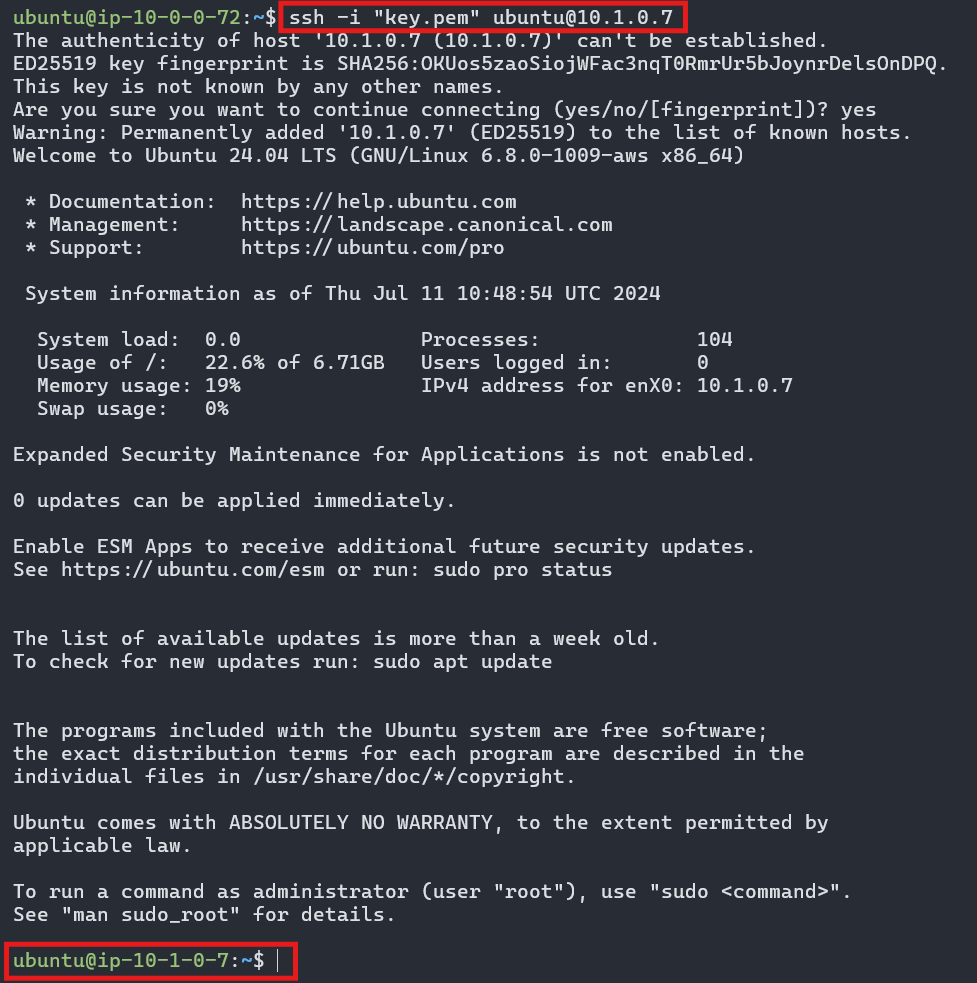 ubuntu@ip-10-0-0-72:~$ ssh -i "key.pem" ubuntu@10.1.0.7
The authenticity of host '10.1.0.7 (10.1.0.7)' can't be established.
ED25519 key fingerprint is SHA256:OKUos5zaoSiojWFac3nqT0RmrUr5bJoynrDelsOnDPQ.
This key is not known by any other names.
Are you sure you want to continue connecting (yes/no/[fingerprint])? yes
Warning: Permanently added '10.1.0.7' (ED25519) to the list of known hosts.
Welcome to Ubuntu 24.04 LTS (GNU/Linux 6.8.0-1009-aws x86_64)

 * Documentation:  https://help.ubuntu.com
 * Management:     https://landscape.canonical.com
 * Support:        https://ubuntu.com/pro

 System information as of Thu Jul 11 10:48:54 UTC 2024

  System load:  0.0               Processes:             104
  Usage of /:   22.6% of 6.71GB   Users logged in:       0
  Memory usage: 19%               IPv4 address for enX0: 10.1.0.7
  Swap usage:   0%

Expanded Security Maintenance for Applications is not enabled.

0 updates can be applied immediately.

Enable ESM Apps to receive additional future security updates.
See https://ubuntu.com/esm or run: sudo pro status

The list of available updates is more than a week old.
To check for new updates run: sudo apt update

The programs included with the Ubuntu system are free software;
the exact distribution terms for each program are described in the
individual files in /usr/share/doc/*/copyright.

Ubuntu comes with ABSOLUTELY NO WARRANTY, to the extent permitted by
applicable law.

To run a command as administrator (user "root"), use "sudo <command>".
See "man sudo_root" for details.

ubuntu@ip-10-1-0-7:~$